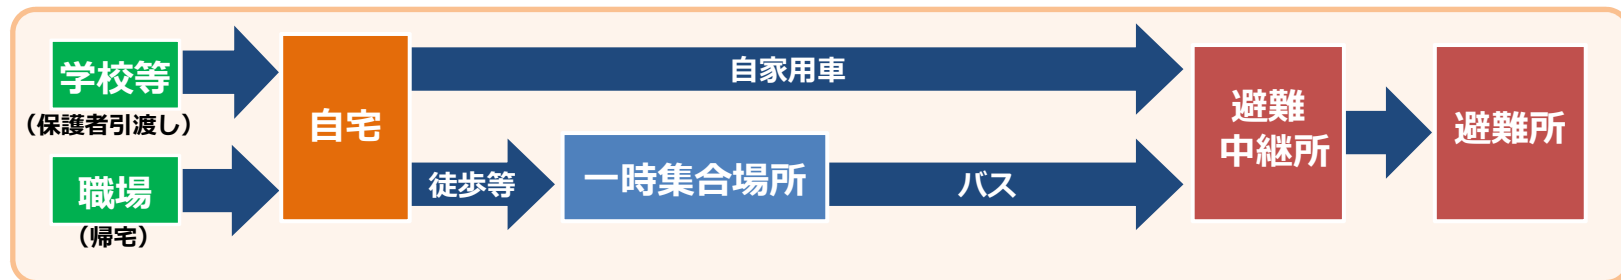 学校等
（保護者引渡し）
職場
（帰宅）
自宅
自家用車
徒歩等
一時集合場所
バス
避難
中継所
避難所